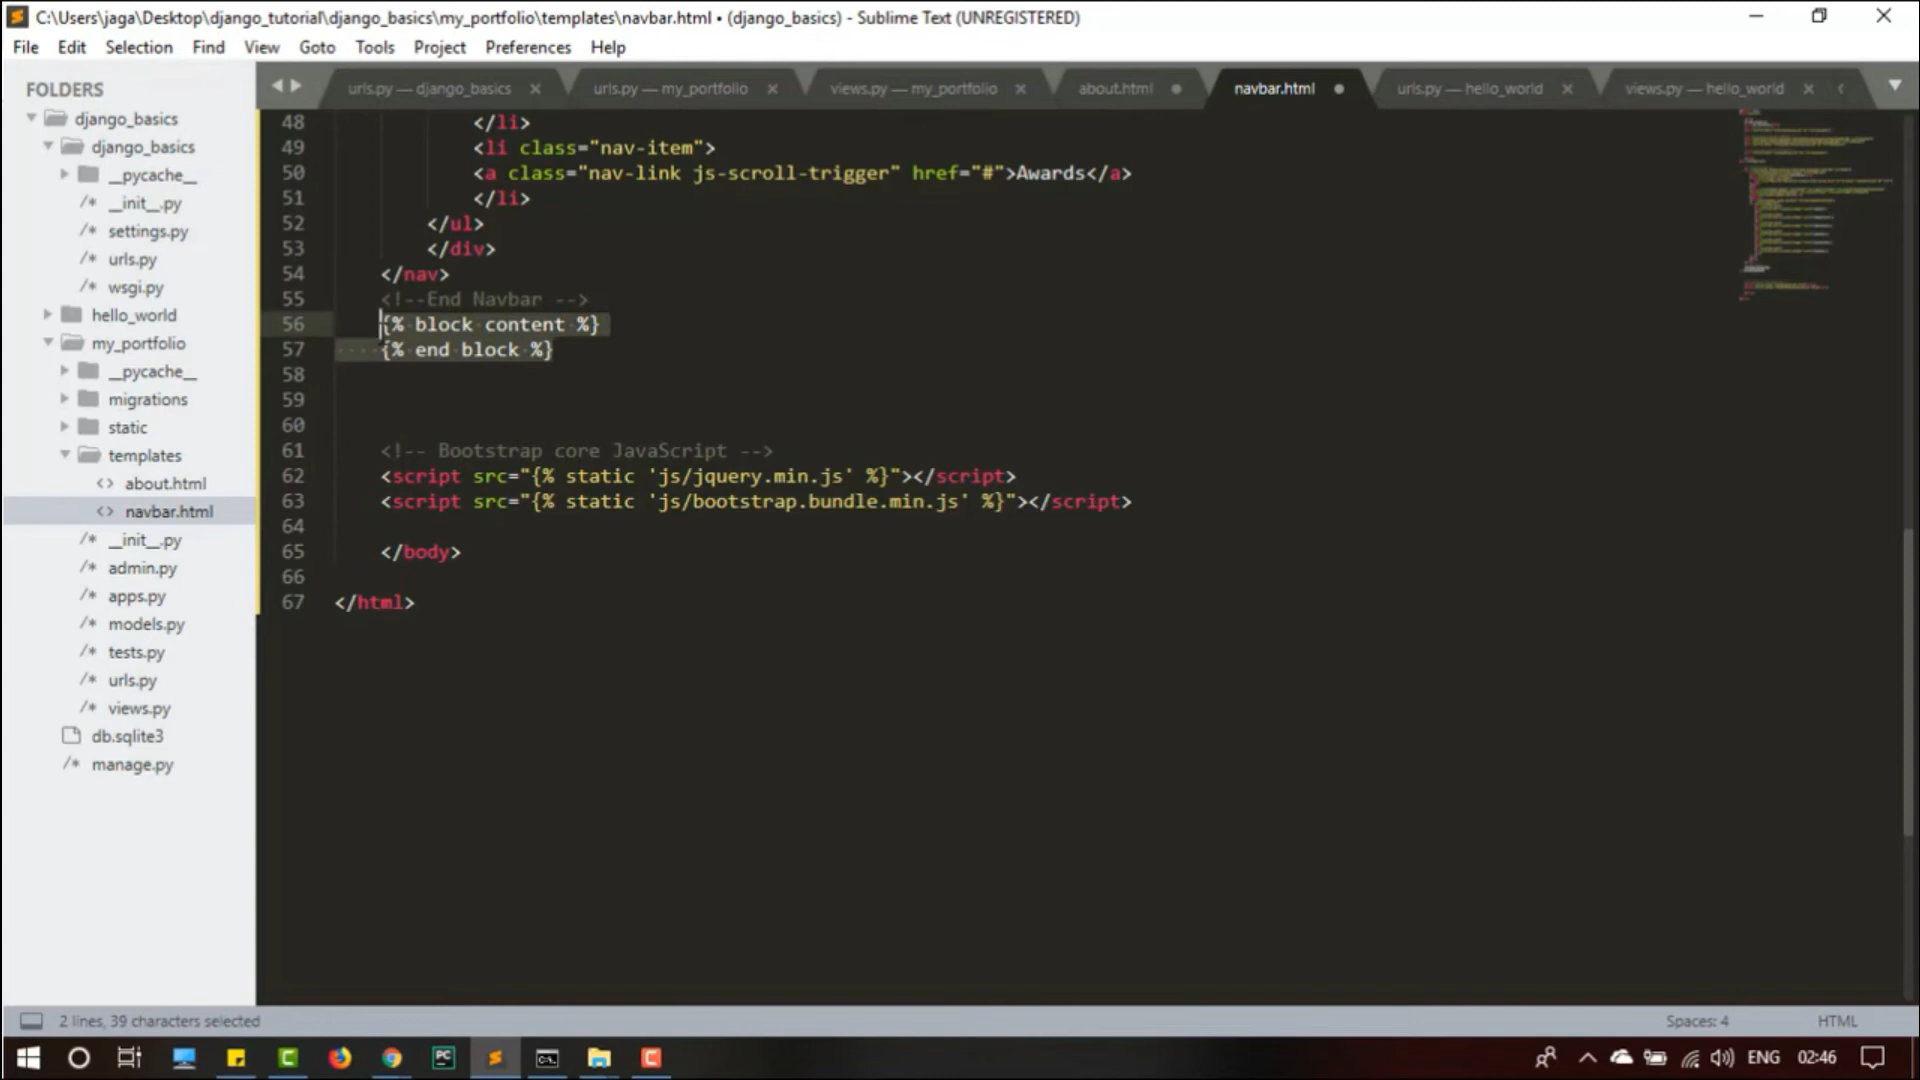 C:\Users\jaga\Desktop\django_tutorial\django_basics\my_portfolio\templates\navbar.html • (django_basics) - Sublime Text (UNREGISTERED)
File Edit Selection Find View Goto Tools Project Preferences Help
FOLDERS
django_basics
django_basics
__pycache__
/* __init__.py
/* settings.py
/* urls.py
/* wsgi.py
hello_world
my_portfolio
__pycache__
migrations
static
templates
<> about.html
<> navbar.html
/* __init__.py
/* admin.py
/* apps.py
/* models.py
/* tests.py
/* urls.py
/* views.py
db.sqlite3
/* manage.py
urls.py — django_basics
urls.py — my_portfolio
views.py — my_portfolio
about.html
navbar.html
urls.py — hello_world
views.py — hello_world
48 </li>
49 <li class="nav-item">
50 <a class="nav-link js-scroll-trigger" href="#">Awards</a>
51 </li>
52 </ul>
53 </div>
54 </nav>
55 <!--End Navbar -->
56 {% block content %}
57 {% end block %}
58
59
60
61 <!-- Bootstrap core JavaScript -->
62 <script src="{% static 'js/jquery.min.js' %}"></script>
63 <script src="{% static 'js/bootstrap.bundle.min.js' %}"></script>
64
65 </body>
66
67 </html>
2 lines, 39 characters selected
Spaces: 4
HTML
ENG 02:46